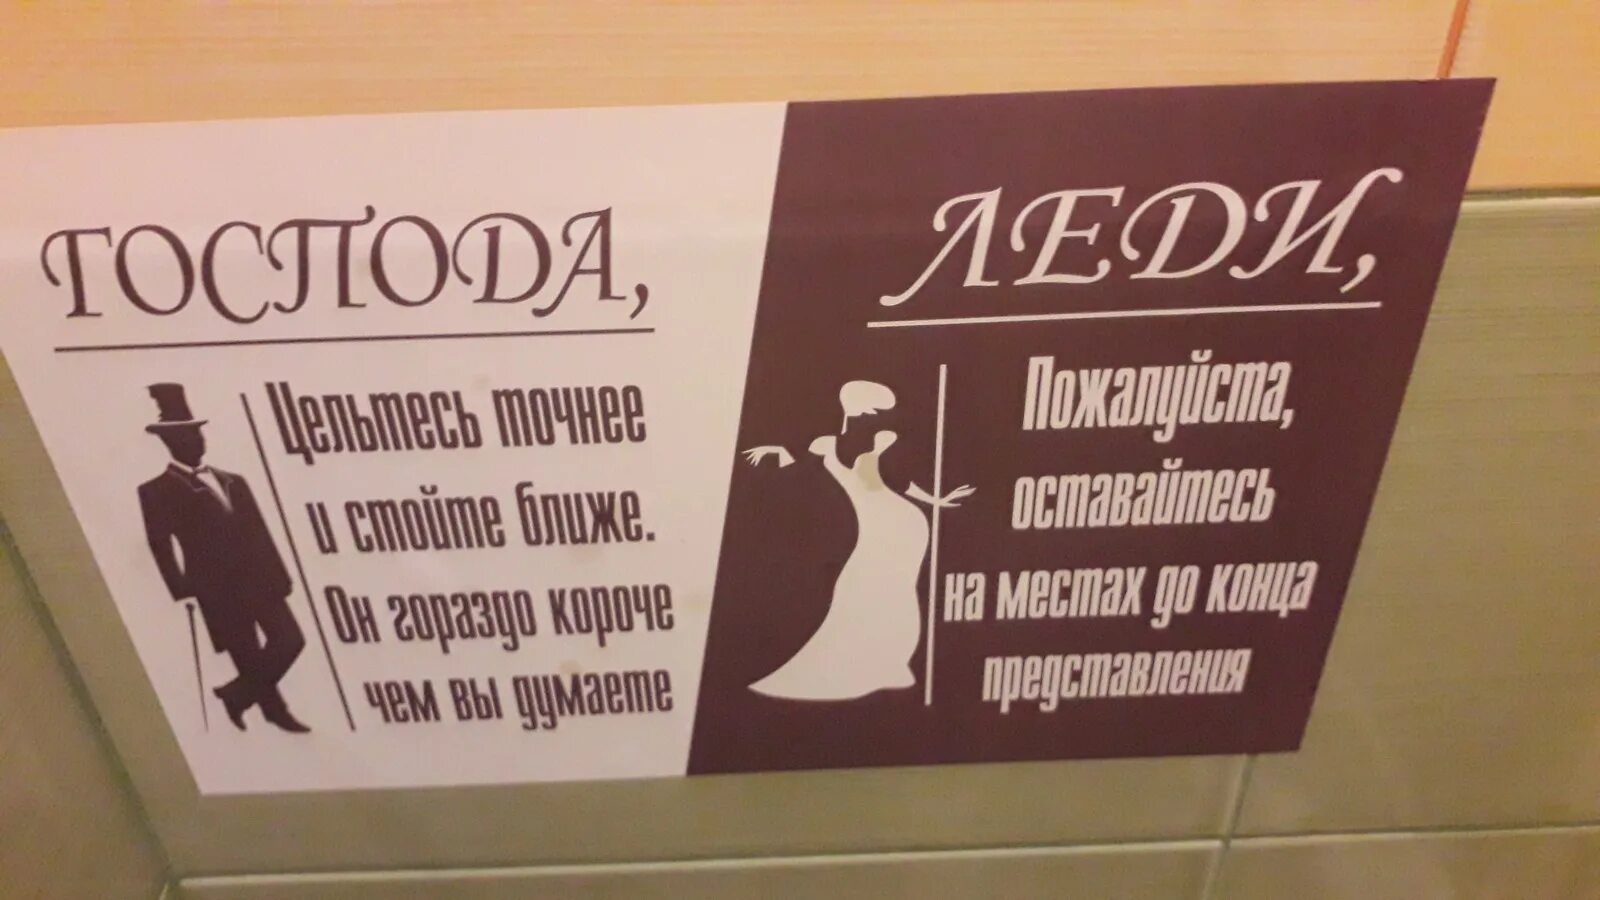 ГОСПОДА,
Цельтесь точнее
и стойте ближе.
Он гораздо короче
чем вы думаете
ЛЕДИ,
Пожалуйста,
оставайтесь
на местах до конца
представления